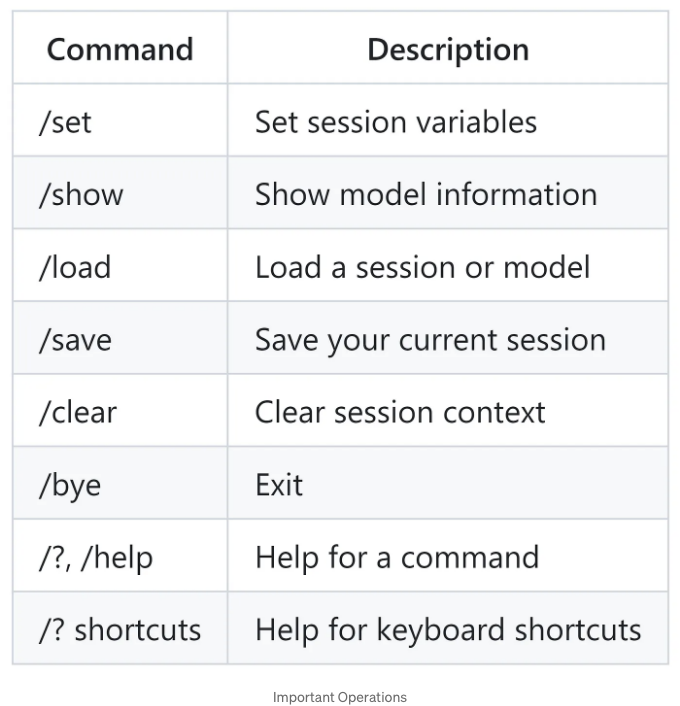 Command Description
/set Set session variables
/show Show model information
/load Load a session or model
/save Save your current session
/clear Clear session context
/bye Exit
/?, /help Help for a command
/? shortcuts Help for keyboard shortcuts
Important Operations